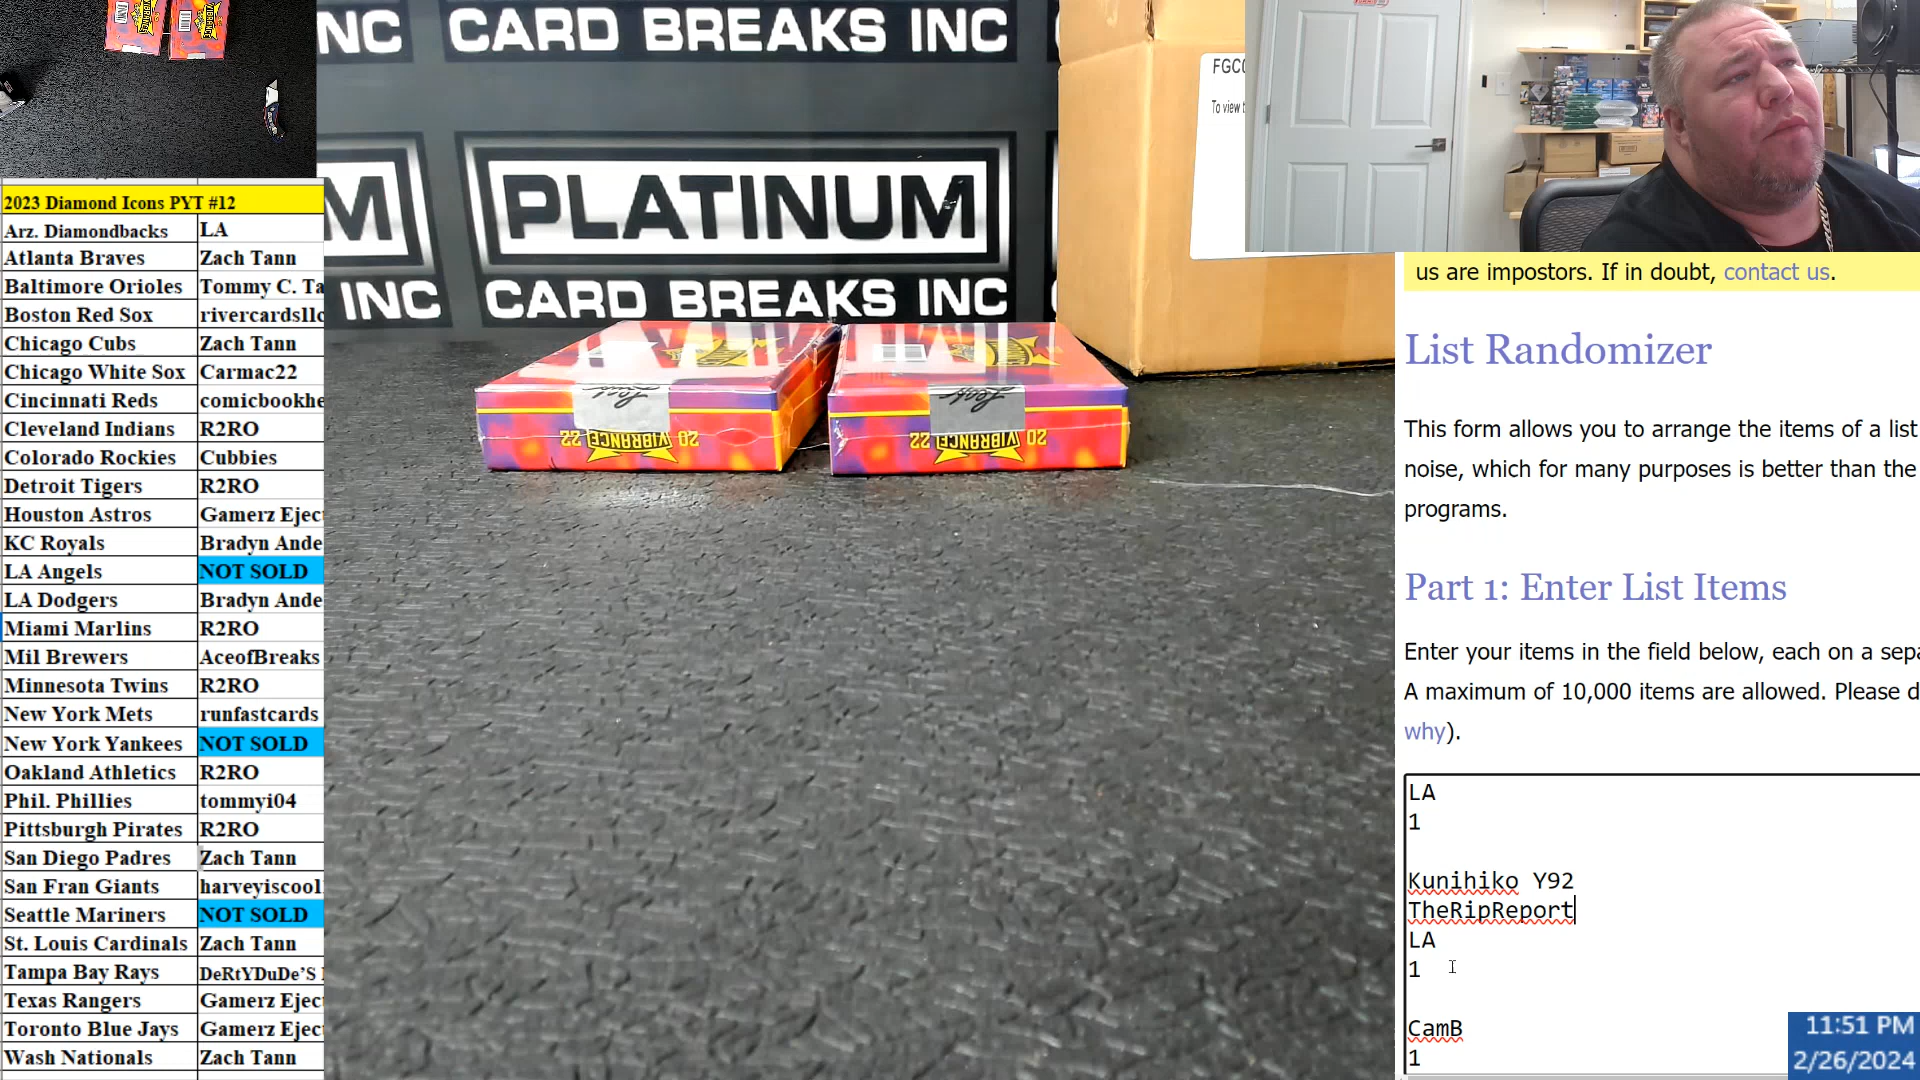 VIBRANCE
NC
CARD BREAKS INC
M
PLATINUM
INC
CARD BREAKS INC
FGC
To view
20 VIBRANCE 22
20 VIBRANCE 22
2023 Diamond Icons PYT #12
Arz. Diamondbacks LA
Atlanta Braves Zach Tann
Baltimore Orioles Tommy C. Ta
Boston Red Sox rivercardsllc
Chicago Cubs Zach Tann
Chicago White Sox Carmac22
Cincinnati Reds comicbookhe
Cleveland Indians R2RO
Colorado Rockies Cubbies
Detroit Tigers R2RO
Houston Astros Gamerz Ejec
KC Royals Bradyn Ande
LA Angels NOT SOLD
LA Dodgers Bradyn Ande
Miami Marlins R2RO
Mil Brewers AceofBreaks
Minnesota Twins R2RO
New York Mets runfastcards
New York Yankees NOT SOLD
Oakland Athletics R2RO
Phil. Phillies tommyi04
Pittsburgh Pirates R2RO
San Diego Padres Zach Tann
San Fran Giants harveyiscool
Seattle Mariners NOT SOLD
St. Louis Cardinals Zach Tann
Tampa Bay Rays DeRtYDuDe’S
Texas Rangers Gamerz Ejec
Toronto Blue Jays Gamerz Ejec
Wash Nationals Zach Tann
us are impostors. If in doubt, contact us.
List Randomizer
This form allows you to arrange the items of a list
noise, which for many purposes is better than the
programs.
Part 1: Enter List Items
Enter your items in the field below, each on a sepa
A maximum of 10,000 items are allowed. Please d
why).
LA
1
Kunihiko Y92
TheRipReport
LA
1
CamB
1
11:51 PM
2/26/2024